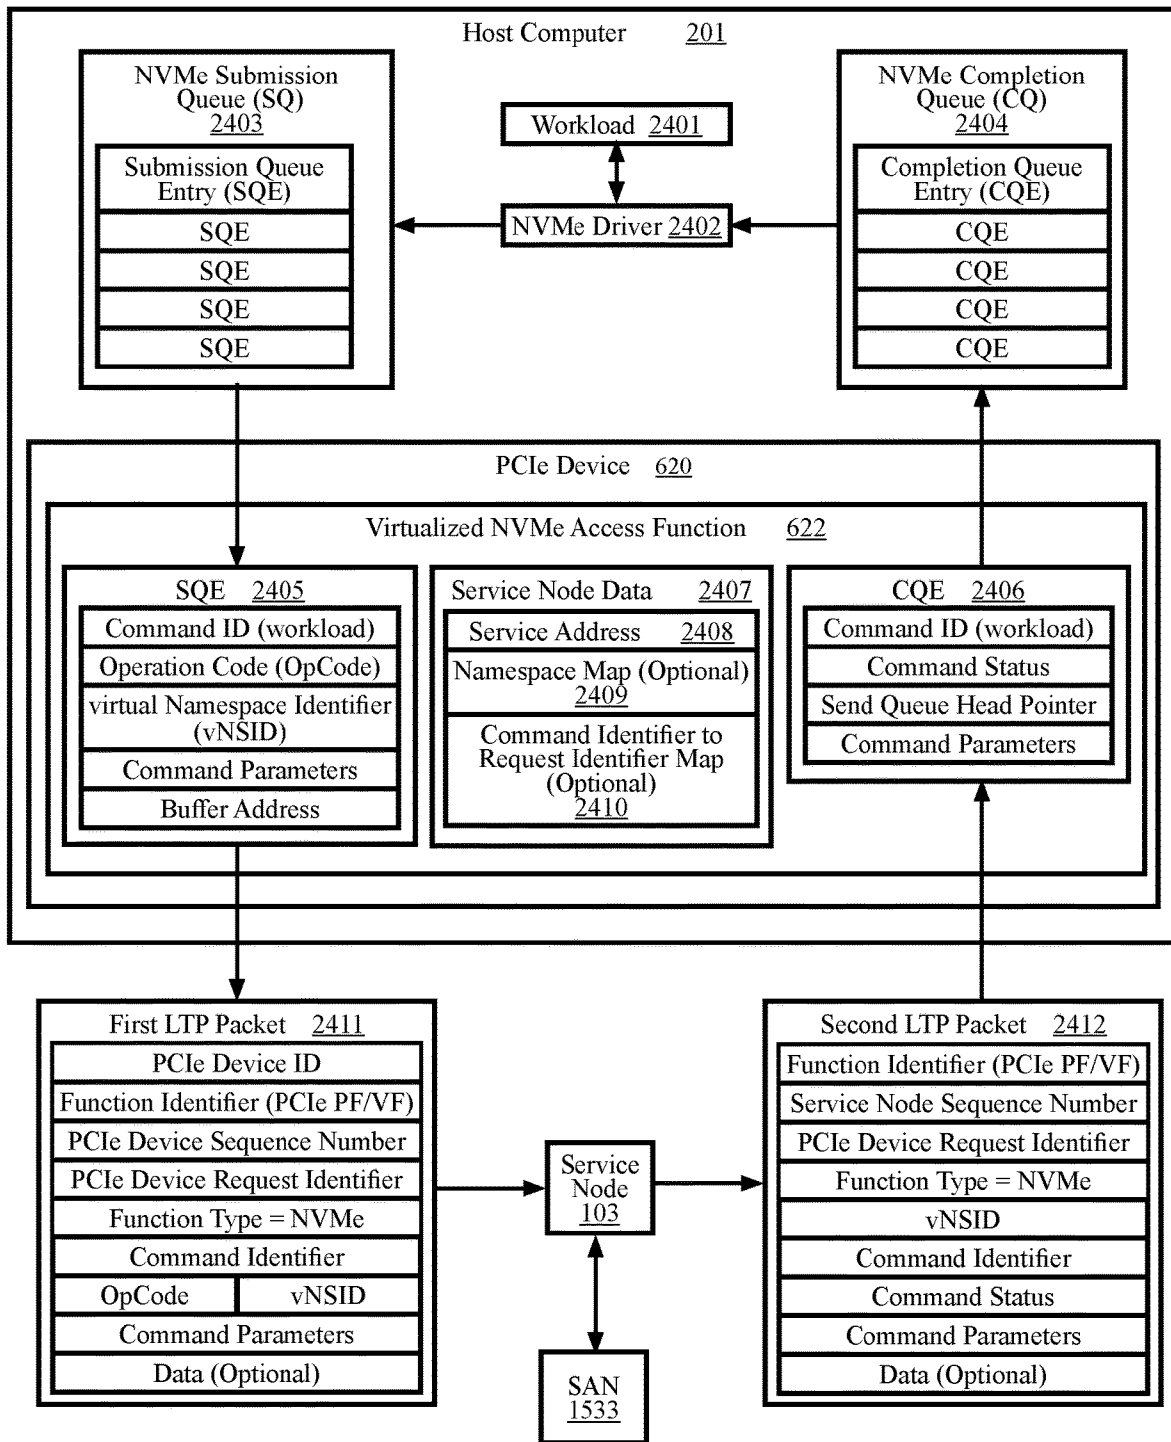 Host Computer 201
NVMe Submission
Queue (SQ)
2403
Submission Queue
Entry (SQE)
SQE
SQE
SQE
SQE
Workload 2401
NVMe Driver 2402
NVMe Completion
Queue (CQ)
2404
Completion Queue
Entry (CQE)
CQE
CQE
CQE
CQE
PCIe Device 620
Virtualized NVMe Access Function 622
SQE 2405
Command ID (workload)
Operation Code (OpCode)
virtual Namespace Identifier
(vNSID)
Command Parameters
Buffer Address
Service Node Data 2407
Service Address 2408
Namespace Map (Optional)
2409
Command Identifier to
Request Identifier Map
(Optional)
2410
CQE 2406
Command ID (workload)
Command Status
Send Queue Head Pointer
Command Parameters
First LTP Packet 2411
PCIe Device ID
Function Identifier (PCIe PF/VF)
PCIe Device Sequence Number
PCIe Device Request Identifier
Function Type = NVMe
Command Identifier
OpCode vNSID
Command Parameters
Data (Optional)
Service
Node
103
SAN
1533
Second LTP Packet 2412
Function Identifier (PCIe PF/VF)
Service Node Sequence Number
PCIe Device Request Identifier
Function Type = NVMe
vNSID
Command Identifier
Command Status
Command Parameters
Data (Optional)